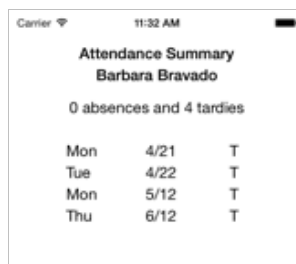 Carrier 11:32 AM
Attendance Summary
Barbara Bravado
0 absences and 4 tardies
Mon 4/21 T
Tue 4/22 T
Mon 5/12 T
Thu 6/12 T